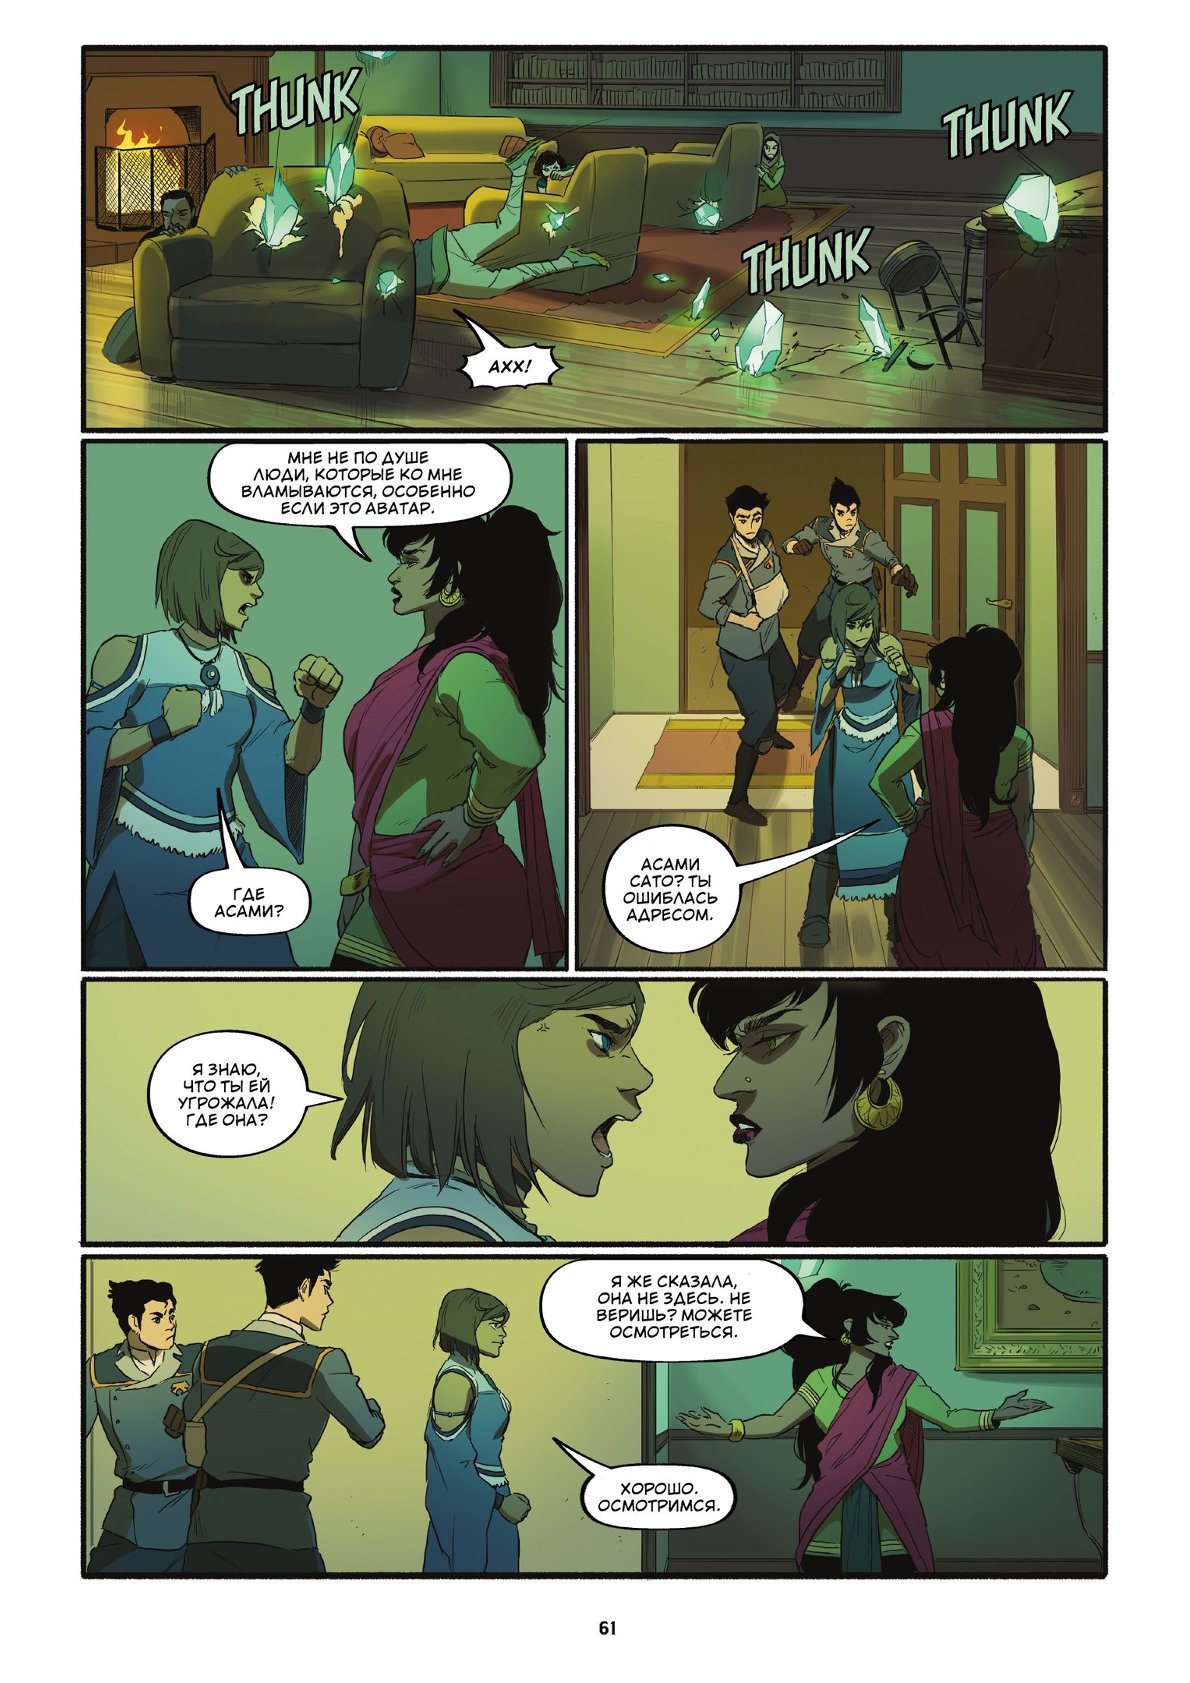 THUNK
THUNK
THUNK
АХХ!
МНЕ НЕ ПО ДУШЕ
ЛЮДИ, КОТОРЫЕ КО МНЕ
ВЛАМЫВАЮТСЯ, ОСОБЕННО
ЕСЛИ ЭТО АВАТАР.
ГДЕ
АСАМИ?
АСАМИ
САТО? ТЫ
ОШИБЛАСЬ
АДРЕСОМ.
Я ЗНАЮ,
ЧТО ТЫ ЕЙ
УГРОЖАЛА!
ГДЕ ОНА?
Я ЖЕ СКАЗАЛА,
ОНА НЕ ЗДЕСЬ. НЕ
ВЕРИШЬ? МОЖЕТЕ
ОСМОТРЕТЬСЯ.
ХОРОШО.
ОСМОТРИМСЯ.
61